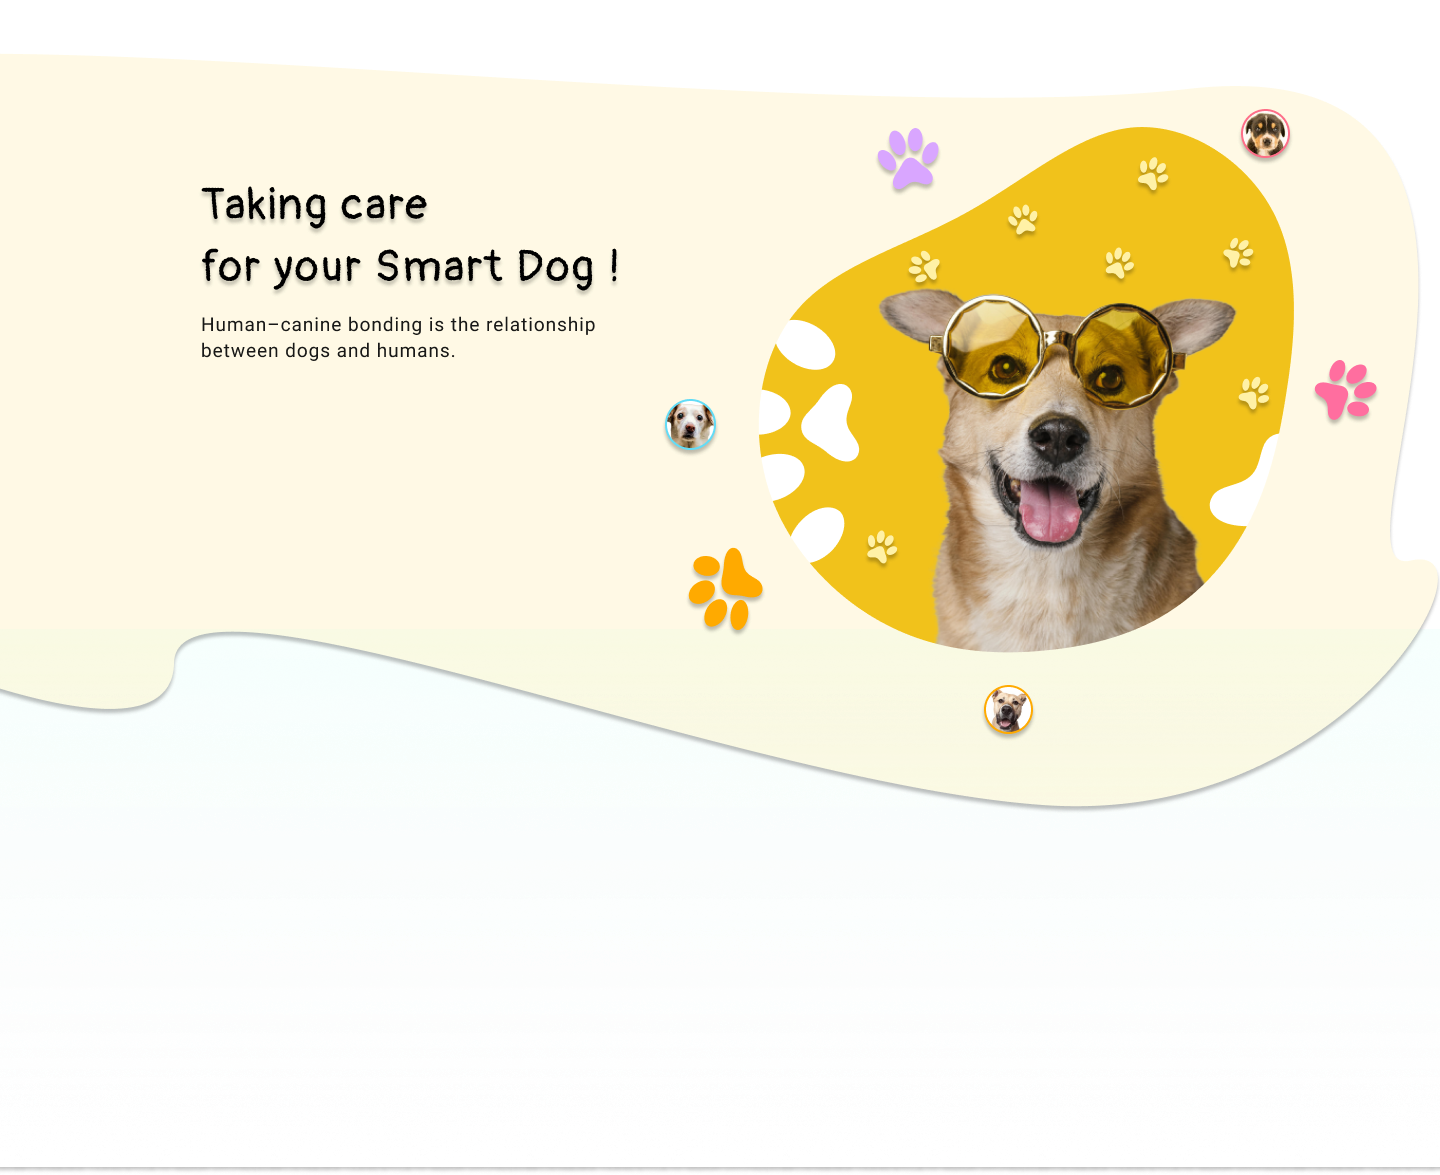 Taking care
for your Smart Dog !
Human–canine bonding is the relationship
between dogs and humans.